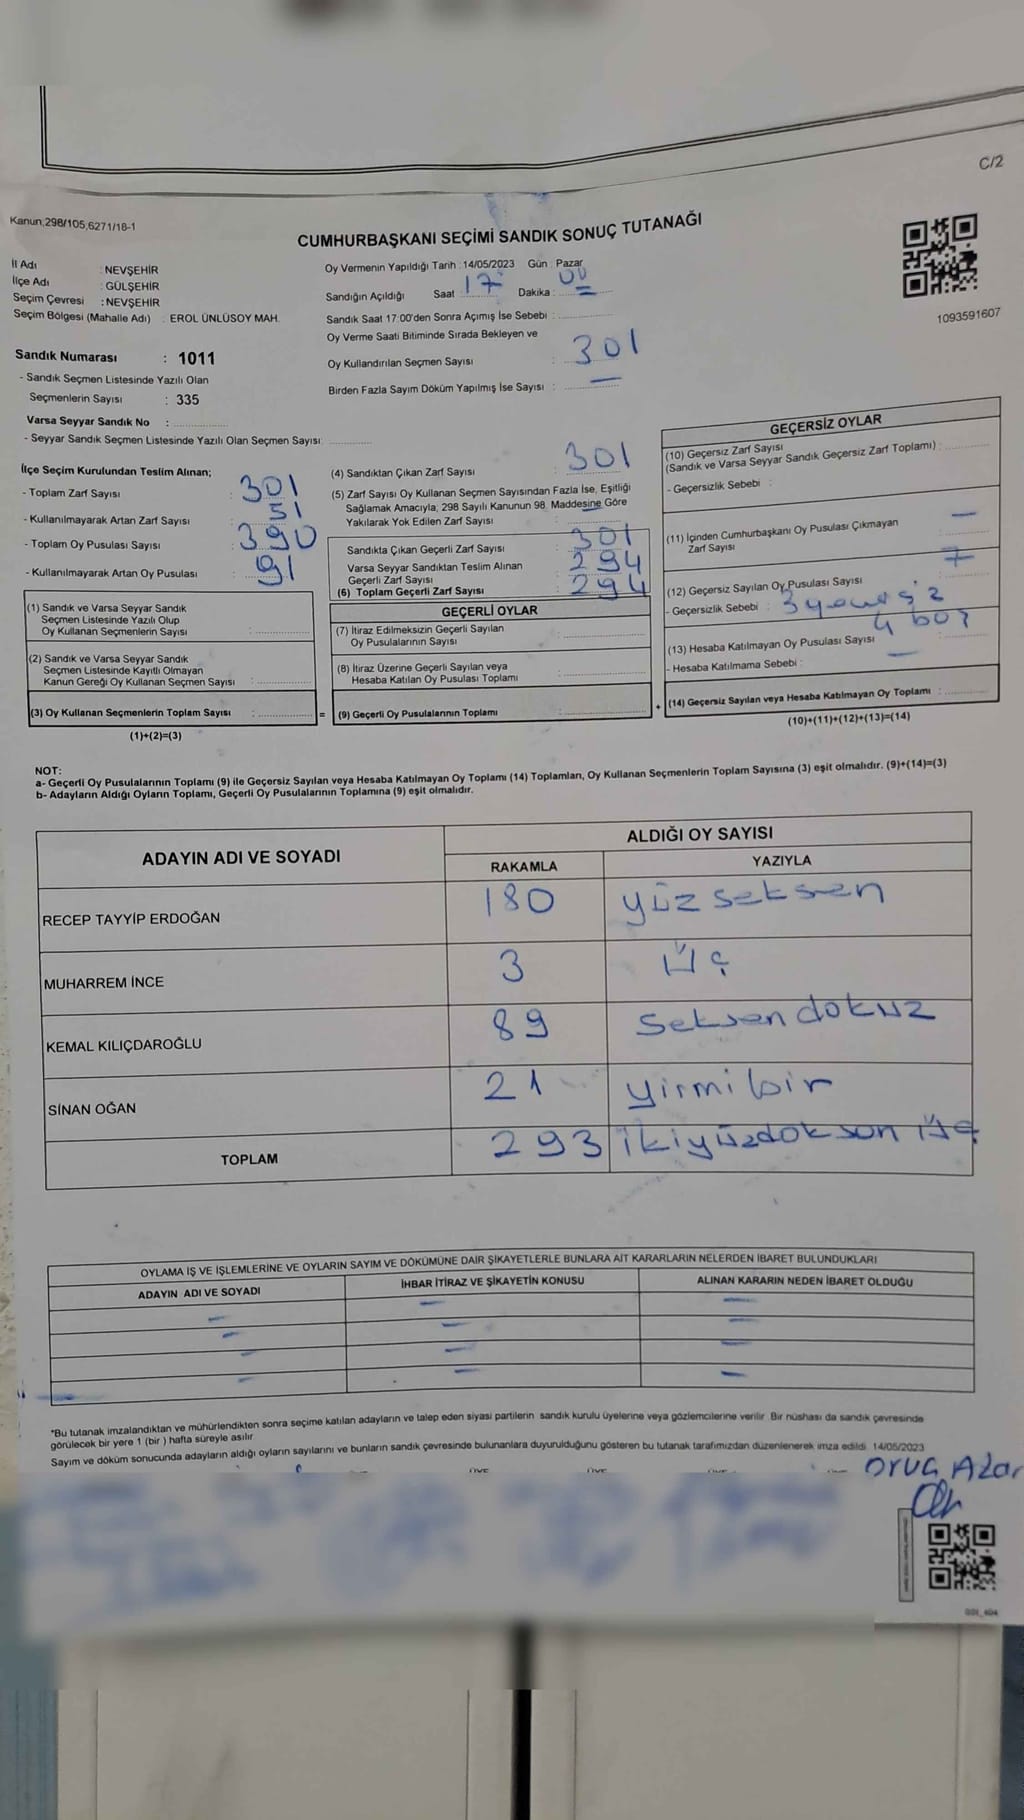 C/2
Kanun,298/105,6271/18-1
CUMHURBAŞKANI SEÇİMİ SANDIK SONUÇ TUTANAĞI
İl Adı : NEVŞEHİR
İlçe Adı : GÜLŞEHİR
Seçim Çevresi : NEVŞEHİR
Seçim Bölgesi (Mahalle Adı) : EROL ÜNLÜSOY MAH.
Oy Vermenin Yapıldığı Tarih :14/05/2023 Gün : Pazar
Sandığın Açıldığı Saat 17 Dakika : 00
Sandık Saat 17:00'den Sonra Açımış İse Sebebi :
Oy Verme Saati Bitiminde Sırada Bekleyen ve
Oy Kullandırılan Seçmen Sayısı : 301
Birden Fazla Sayım Döküm Yapılmış İse Sayısı : —
1093591607
Sandık Numarası : 1011
- Sandık Seçmen Listesinde Yazılı Olan
Seçmenlerin Sayısı : 335
Varsa Seyyar Sandık No :
- Seyyar Sandık Seçmen Listesinde Yazılı Olan Seçmen Sayısı:
İlçe Seçim Kurulundan Teslim Alınan;
- Toplam Zarf Sayısı : 301
- Kullanılmayarak Artan Zarf Sayısı : 51
- Toplam Oy Pusulası Sayısı : 390
- Kullanılmayarak Artan Oy Pusulası : 91
(1) Sandık ve Varsa Seyyar Sandık
Seçmen Listesinde Yazılı Olup
Oy Kullanan Seçmenlerin Sayısı :
(2) Sandık ve Varsa Seyyar Sandık
Seçmen Listesinde Kayıtlı Olmayan
Kanun Gereği Oy Kullanan Seçmen Sayısı :
(3) Oy Kullanan Seçmenlerin Toplam Sayısı : =
(1)+(2)=(3)
(4) Sandıktan Çıkan Zarf Sayısı : 301
(5) Zarf Sayısı Oy Kullanan Seçmen Sayısından Fazla İse, Eşitliği
Sağlamak Amacıyla, 298 Sayılı Kanunun 98. Maddesine Göre
Yakılarak Yok Edilen Zarf Sayısı : —
Sandıkta Çıkan Geçerli Zarf Sayısı 301
Varsa Seyyar Sandıktan Teslim Alınan
Geçerli Zarf Sayısı 294
(6) Toplam Geçerli Zarf Sayısı : 294
GEÇERLİ OYLAR
(7) İtiraz Edilmeksizin Geçerli Sayılan
Oy Pusulalarının Sayısı :
(8) İtiraz Üzerine Geçerli Sayılan veya
Hesaba Katılan Oy Pusulası Toplamı :
(9) Geçerli Oy Pusulalarının Toplamı : +
GEÇERSİZ OYLAR
(10) Geçersiz Zarf Sayısı
(Sandık ve Varsa Seyyar Sandık Geçersiz Zarf Toplamı) :
- Geçersizlik Sebebi :
(11) İçinden Cumhurbaşkanı Oy Pusulası Çıkmayan
Zarf Sayısı —
(12) Geçersiz Sayılan Oy Pusulası Sayısı 7
- Geçersizlik Sebebi : 3 geçersiz
4 boş
(13) Hesaba Katılmayan Oy Pusulası Sayısı
- Hesaba Katılmama Sebebi : —
(14) Geçersiz Sayılan veya Hesaba Katılmayan Oy Toplamı :
(10)+(11)+(12)+(13)=(14)
NOT:
a- Geçerli Oy Pusulalarının Toplamı (9) ile Geçersiz Sayılan veya Hesaba Katılmayan Oy Toplamı (14) Toplamları, Oy Kullanan Seçmenlerin Toplam Sayısına (3) eşit olmalıdır. (9)+(14)=(3)
b- Adayların Aldığı Oyların Toplamı, Geçerli Oy Pusulalarının Toplamına (9) eşit olmalıdır.
ADAYIN ADI VE SOYADI ALDIĞI OY SAYISI
RAKAMLA YAZIYLA
RECEP TAYYİP ERDOĞAN 180 yüz seksen
MUHARREM İNCE 3 Üç
KEMAL KILIÇDAROĞLU 89 Seksen dokuz
SİNAN OĞAN 21 yirmi bir
TOPLAM 293 ikiyüzdoksan üç
OYLAMA İŞ VE İŞLEMLERİNE VE OYLARIN SAYIM VE DÖKÜMÜNE DAİR ŞİKAYETLERLE BUNLARA AİT KARARLARIN NELERDEN İBARET BULUNDUKLARI
ADAYIN ADI VE SOYADI İHBAR İTİRAZ VE ŞİKAYETİN KONUSU ALINAN KARARIN NEDEN İBARET OLDUĞU
— — —
— — —
— — —
— — —
*Bu tutanak imzalandıktan ve mühürlendikten sonra seçime katılan adayların ve talep eden siyasi partilerin sandık kurulu üyelerine veya gözlemcilerine verilir. Bir nüshası da sandık çevresinde
görülecek bir yere 1 (bir ) hafta süreyle asılır.
Sayım ve döküm sonucunda adayların aldığı oyların sayılarını ve bunların sandık çevresinde bulunanlara duyurulduğunu gösteren bu tutanak tarafımızdan düzenlenerek imza edildi. 14/05/2023